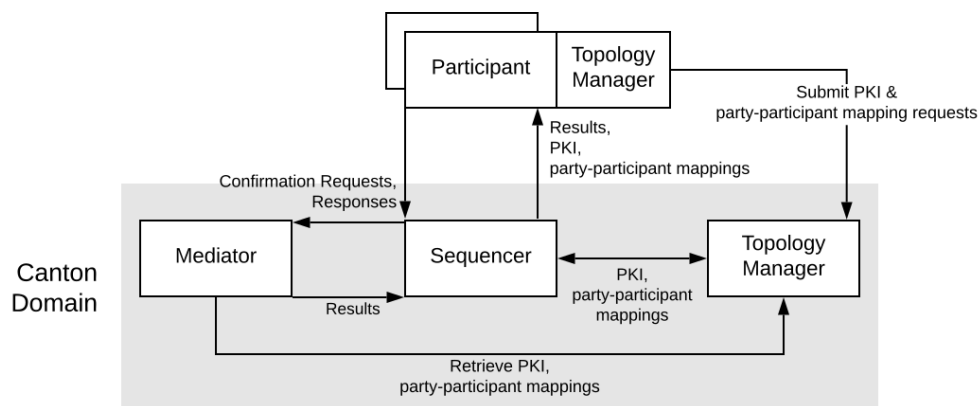 Participant
Topology
Manager
Submit PKI &
party-participant mapping requests
Results,
PKI,
party-participant mappings
Confirmation Requests,
Responses
Mediator
Sequencer
Topology
Manager
Canton
Domain
Results
PKI,
party-participant
mappings
Retrieve PKI,
party-participant mappings